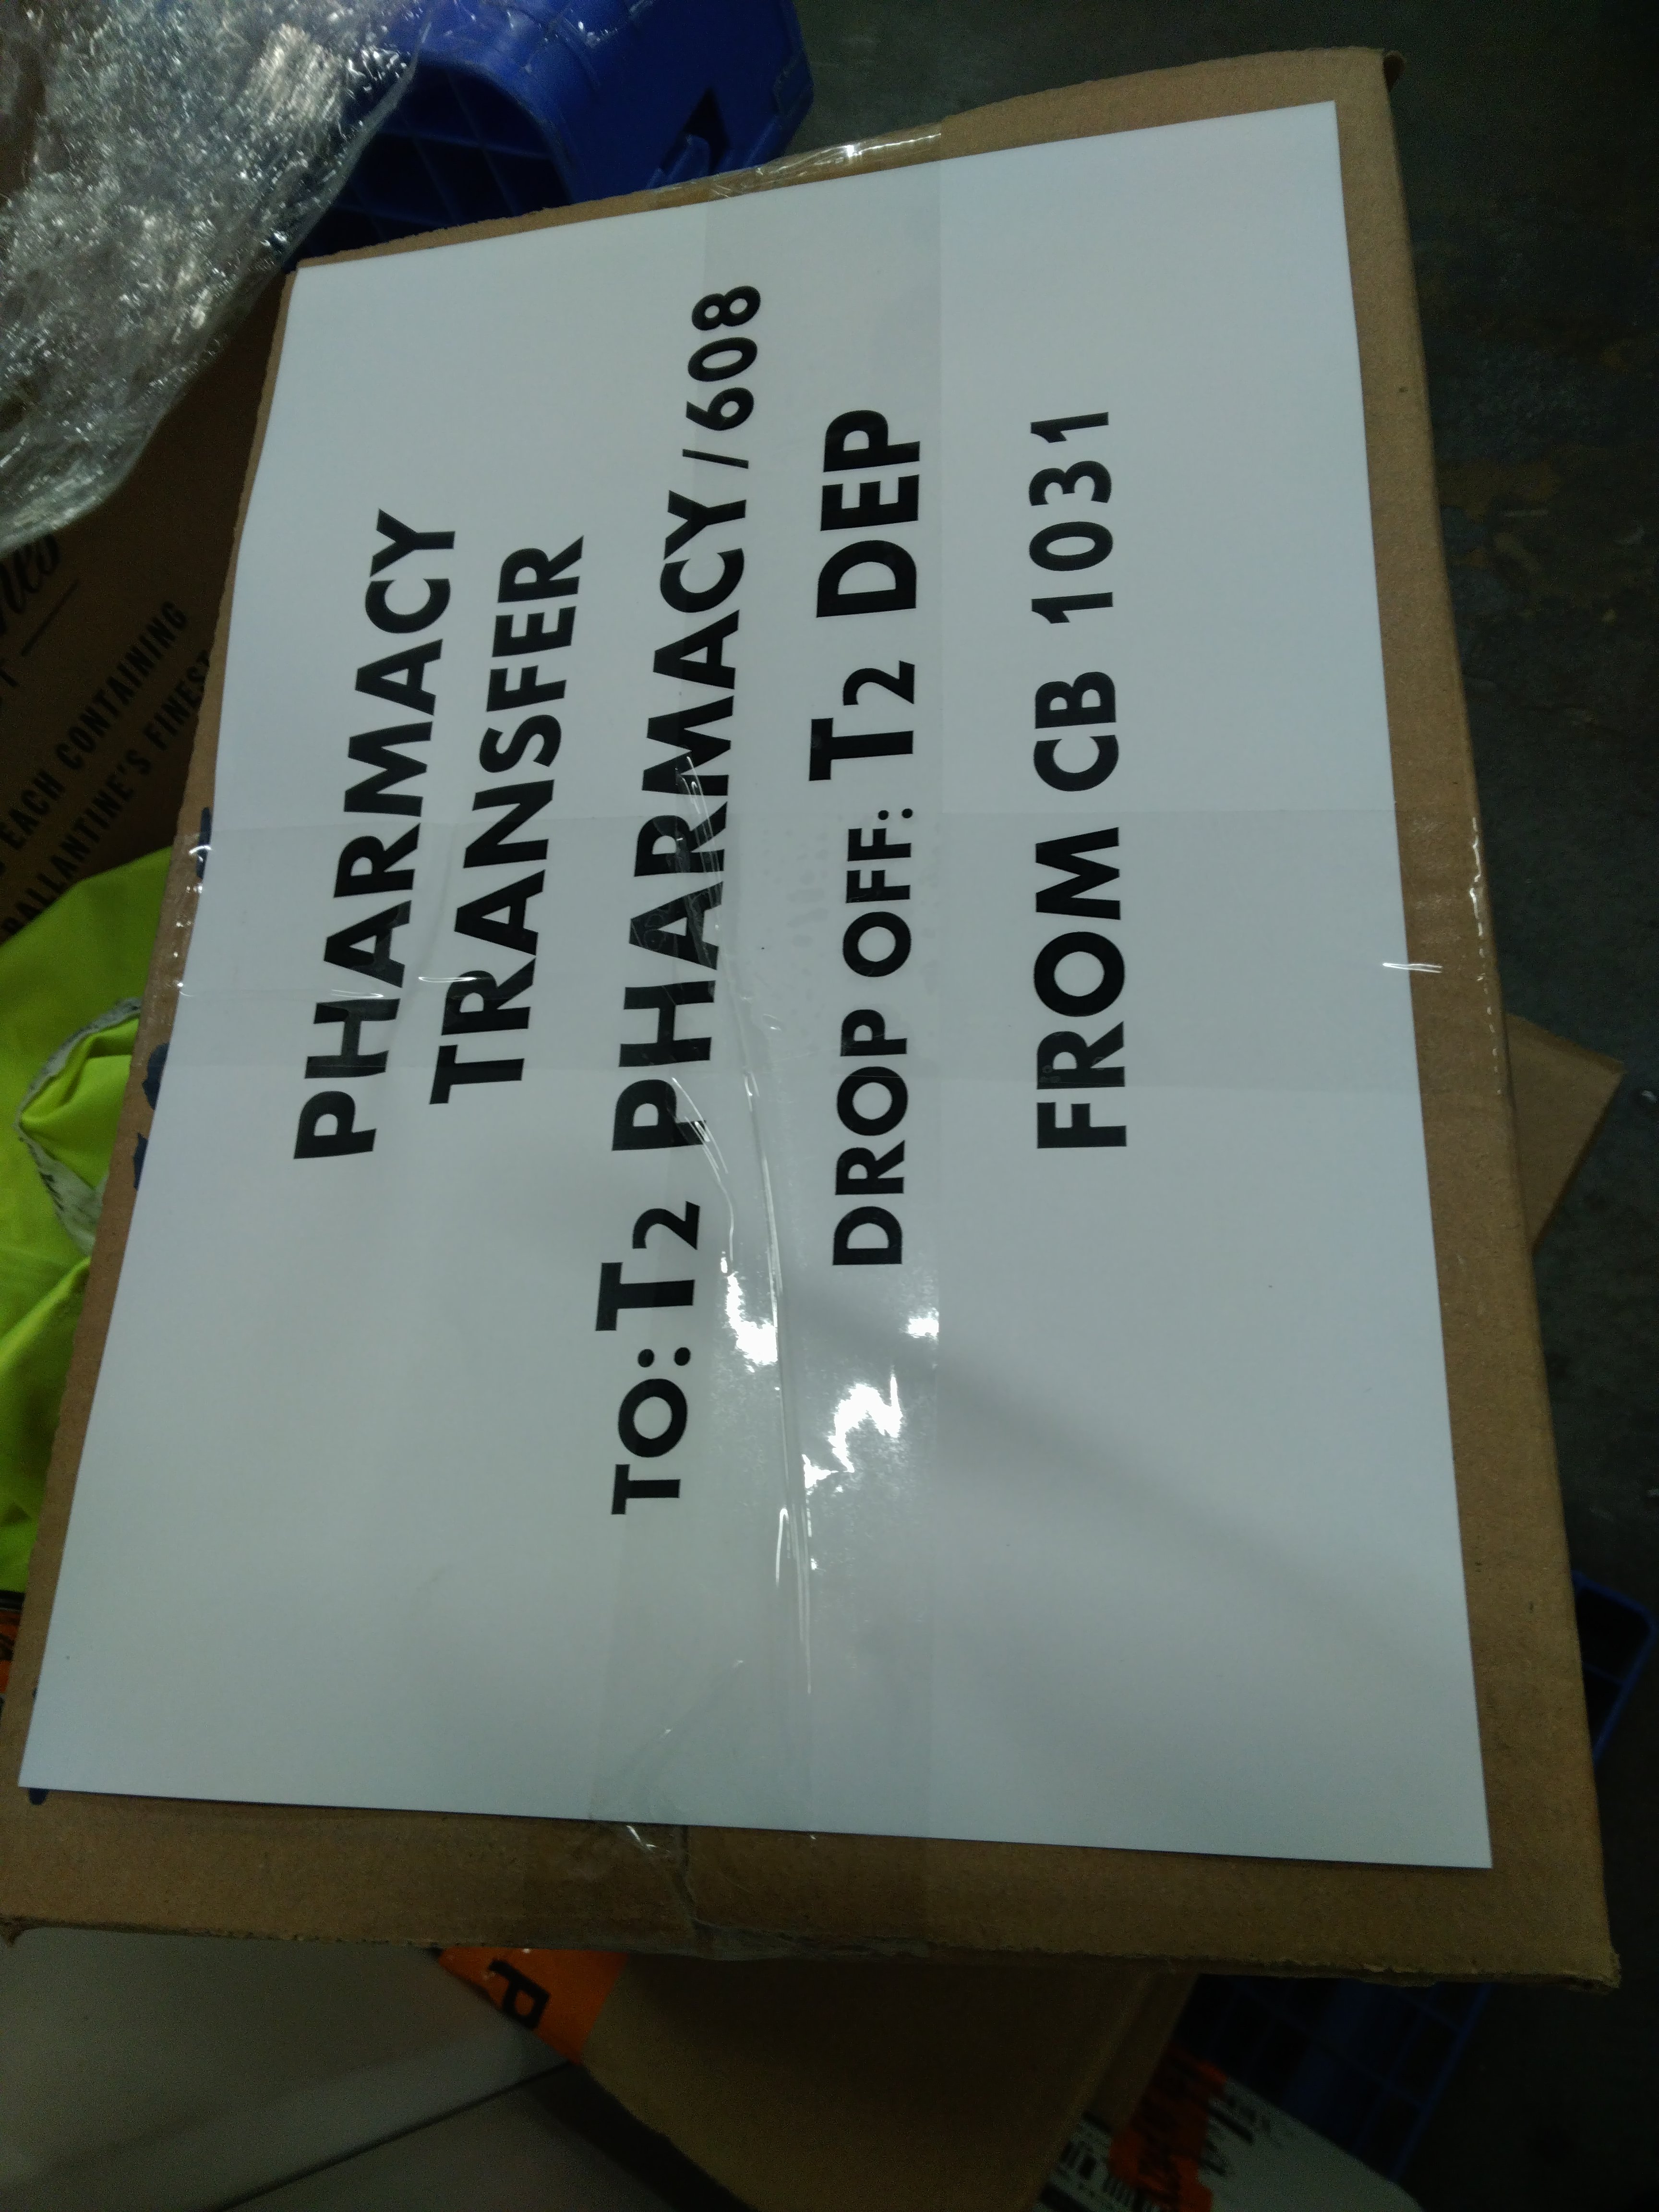 PHARMACY
TRANSFER
TO: T2 PHARMACY / 608
DROP OFF: T2 DEP
FROM CB 1031
EACH CONTAINING
BALLANTINE'S FINEST
P